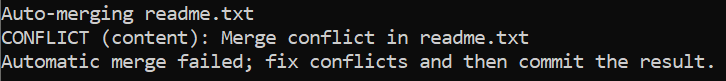 Auto-merging readme.txt
CONFLICT (content): Merge conflict in readme.txt
Automatic merge failed; fix conflicts and then commit the result.